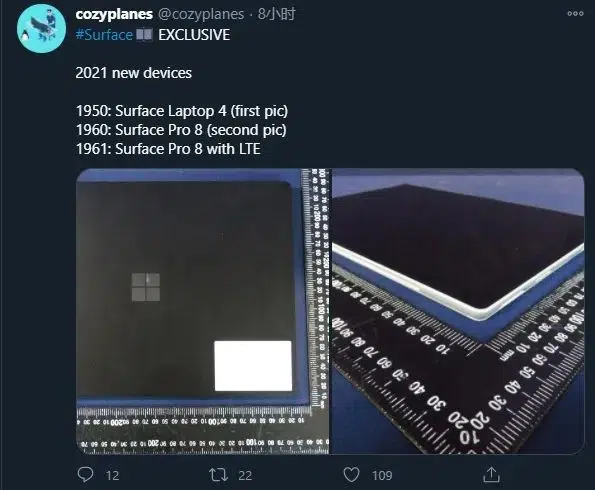 cozyplanes @cozyplanes · 8小时
#Surface EXCLUSIVE
2021 new devices
1950: Surface Laptop 4 (first pic)
1960: Surface Pro 8 (second pic)
1961: Surface Pro 8 with LTE
12 22 109